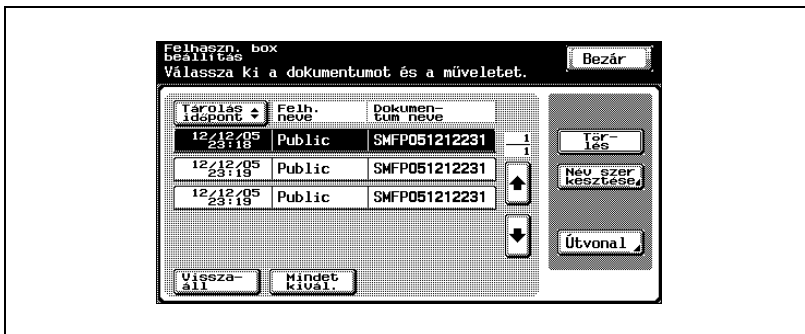 Felhaszn. box
beállítás
Válassza ki a dokumentumot és a műveletet.
Bezár
Tárolás
időpont
Felh.
neve
Dokumen-
tum neve
12/12/05
23:18
Public
SMFP051212231
1
1
12/12/05
23:19
Public
SMFP051212231
12/12/05
23:19
Public
SMFP051212231
Tör-
lés
Név szer
kesztése
Útvonal
Vissza-
áll
Mindet
kivál.